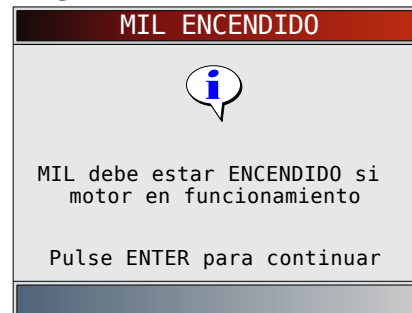 MIL ENCENDIDO
i
MIL debe estar ENCENDIDO si
motor en funcionamiento
Pulse ENTER para continuar